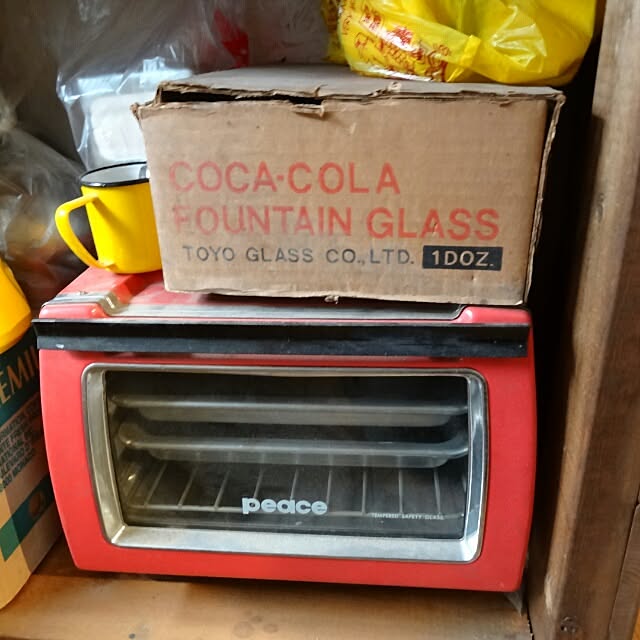 COCA-COLA
FOUNTAIN GLASS
TOYO GLASS CO., LTD. 1DOZ.
peace
TEMPERED SAFETY GLASS